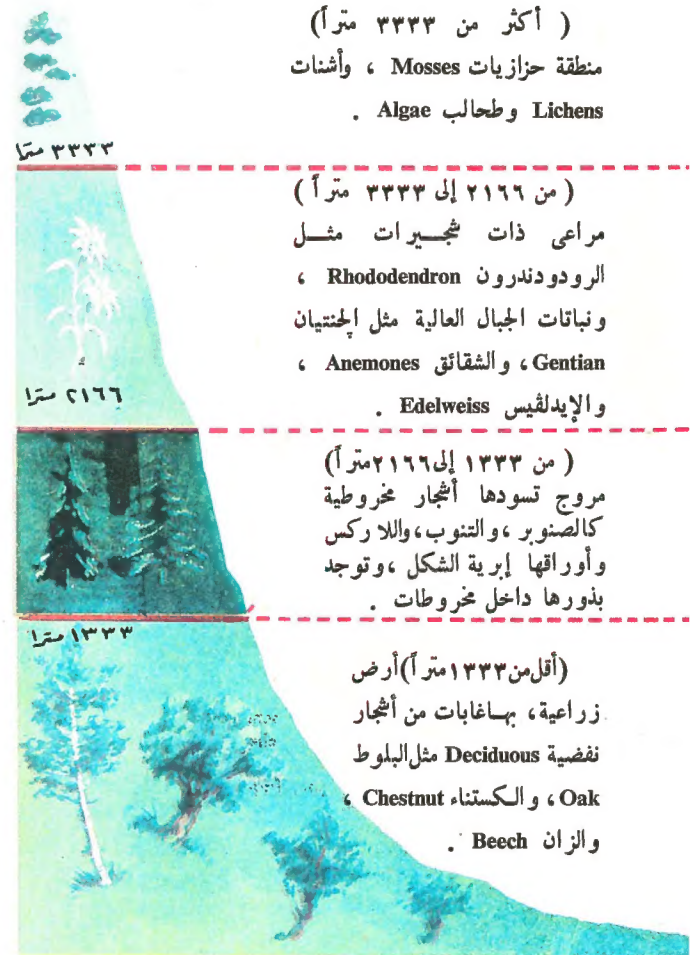 ( أكثر من ٣٣٣٣ متراً)
منطقة حزازيات Mosses ، وأشنات
Lichens وطحالب Algae .
٣٣٣٣ مترا
( من ٢١٦٦ إلى ٣٣٣٣ متراً )
مراعى ذات شجيرات مثل
الرودودندرون Rhododendron ،
ونباتات الجبال العالية مثل الجنتيان
Gentian ، والشقائق Anemones ،
والإيدلڤيس Edelweiss .
٢١٦٦ مترا
( من ١٣٣٣ إلى ٢١٦٦ متراً)
مروج تسودها أشجار مخروطية
كالصنوبر ، والتنوب ، واللاركس
وأوراقها إبرية الشكل ، وتوجد
بذورها داخل مخروطات .
١٣٣٣ مترا
(أقل من ١٣٣٣ متراً) أرض
زراعية ، بها غابات من أشجار
نفضية Deciduous مثل البلوط
Oak ، والكستناء Chestnut ،
والزان Beech .